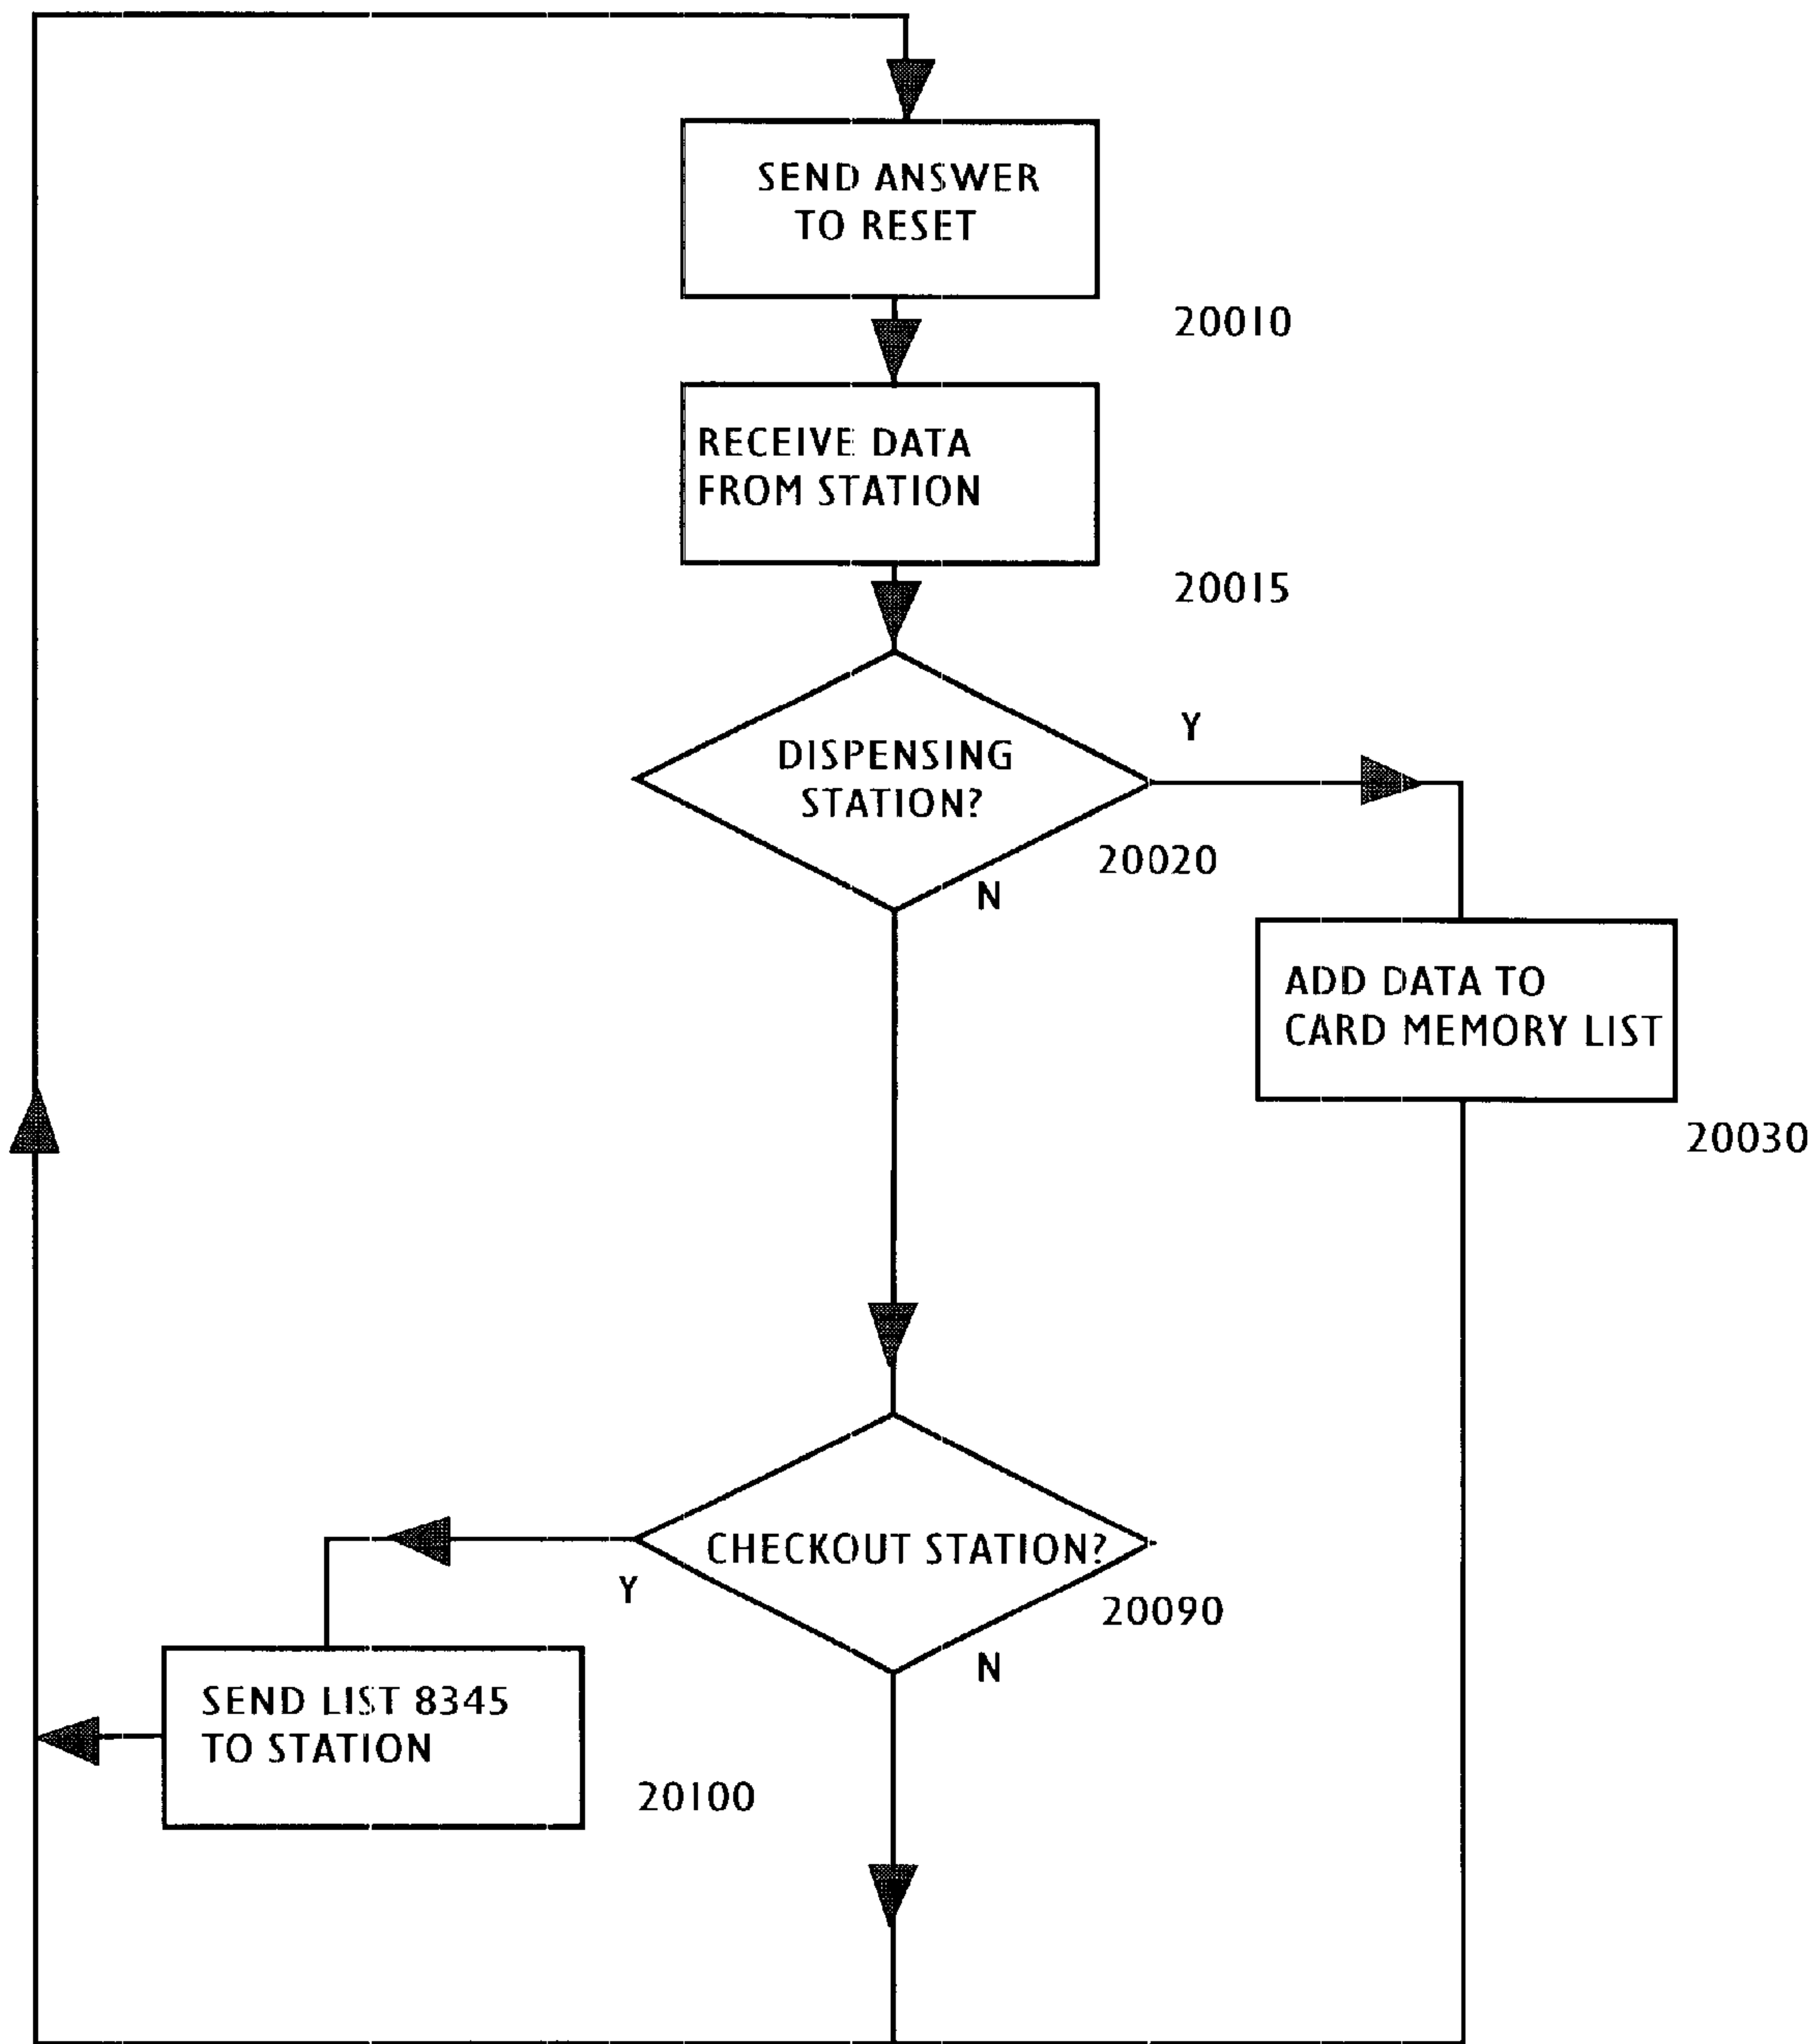 SEND ANSWER
TO RESET
20010
RECEIVE DATA
FROM STATION
20015
DISPENSING
STATION?
Y
20020
N
ADD DATA TO
CARD MEMORY LIST
20030
CHECKOUT STATION?
Y
20090
N
SEND LIST 8345
TO STATION
20100